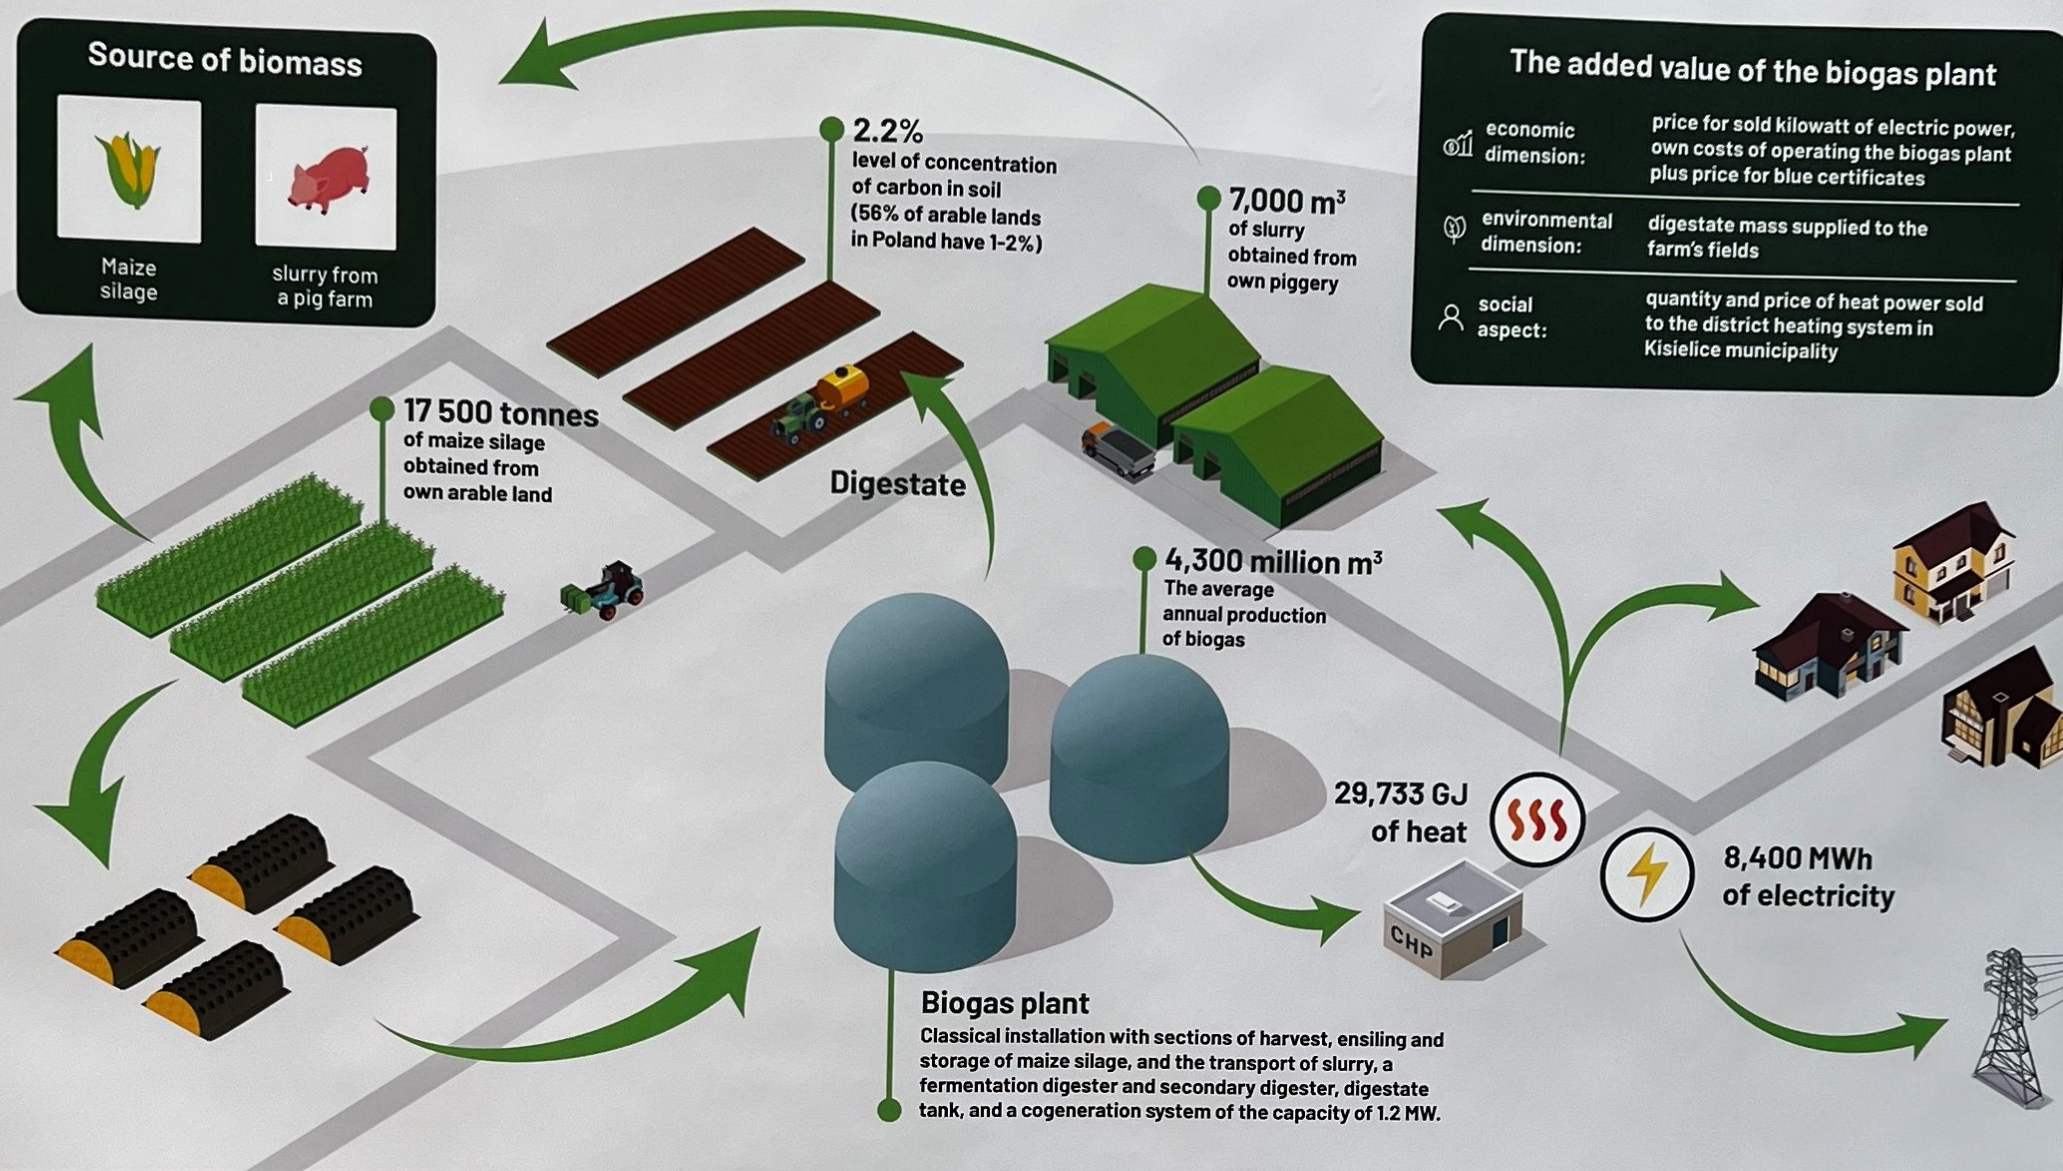 Source of biomass
Maize
silage
slurry from
a pig farm
2.2%
level of concentration
of carbon in soil
(56% of arable lands
in Poland have 1-2%)
7,000 m³
of slurry
obtained from
own piggery
The added value of the biogas plant
economic
dimension:
price for sold kilowatt of electric power,
own costs of operating the biogas plant
plus price for blue certificates
environmental
dimension:
digestate mass supplied to the
farm's fields
social
aspect:
quantity and price of heat power sold
to the district heating system in
Kisielice municipality
17 500 tonnes
of maize silage
obtained from
own arable land
Digestate
4,300 million m³
The average
annual production
of biogas
29,733 GJ
of heat
8,400 MWh
of electricity
CHP
Biogas plant
Classical installation with sections of harvest, ensiling and
storage of maize silage, and the transport of slurry, a
fermentation digester and secondary digester, digestate
tank, and a cogeneration system of the capacity of 1.2 MW.